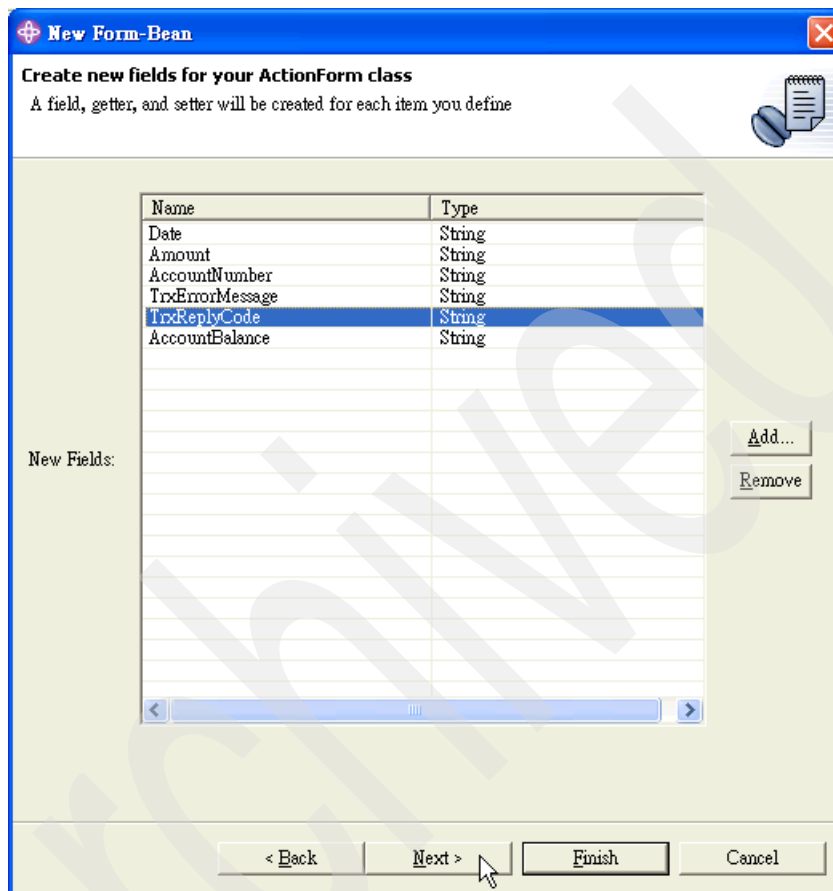 New Form-Bean
Create new fields for your ActionForm class
A field, getter, and setter will be created for each item you define
Name Type
Date String
Amount String
AccountNumber String
TrxErrorMessage String
TrxReplyCode String
AccountBalance String
New Fields:
Add...
Remove
< Back Next > Finish Cancel
rchived